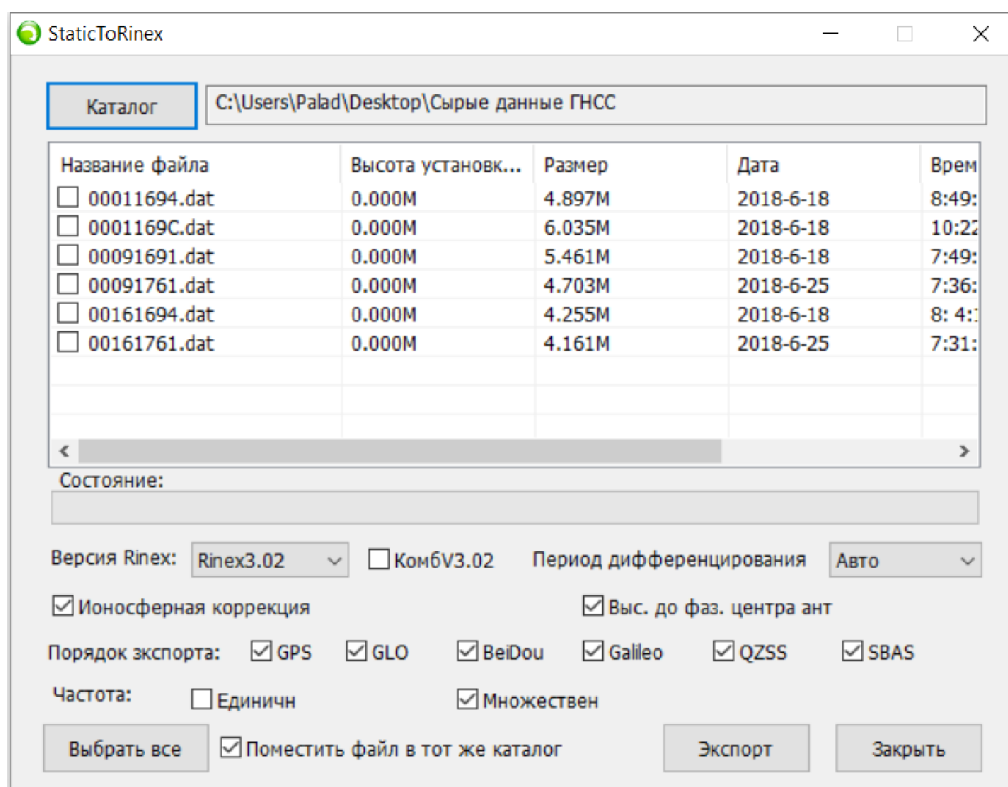 StaticToRinex
Каталог C:\Users\Palad\Desktop\Сырые данные ГНСС
Название файла Высота установк... Размер Дата Врем
00011694.dat 0.000M 4.897M 2018-6-18 8:49:
0001169C.dat 0.000M 6.035M 2018-6-18 10:22
00091691.dat 0.000M 5.461M 2018-6-18 7:49:
00091761.dat 0.000M 4.703M 2018-6-25 7:36:
00161694.dat 0.000M 4.255M 2018-6-18 8: 4:1
00161761.dat 0.000M 4.161M 2018-6-25 7:31:
Состояние:
Версия Rinex: Rinex3.02 КомбV3.02 Период дифференцирования Авто
Ионосферная коррекция Выс. до фаз. центра ант
Порядок зкспорта: GPS GLO BeiDou Galileo QZSS SBAS
Частота: Единичн Множествен
Выбрать все Поместить файл в тот же каталог Экспорт Закрыть